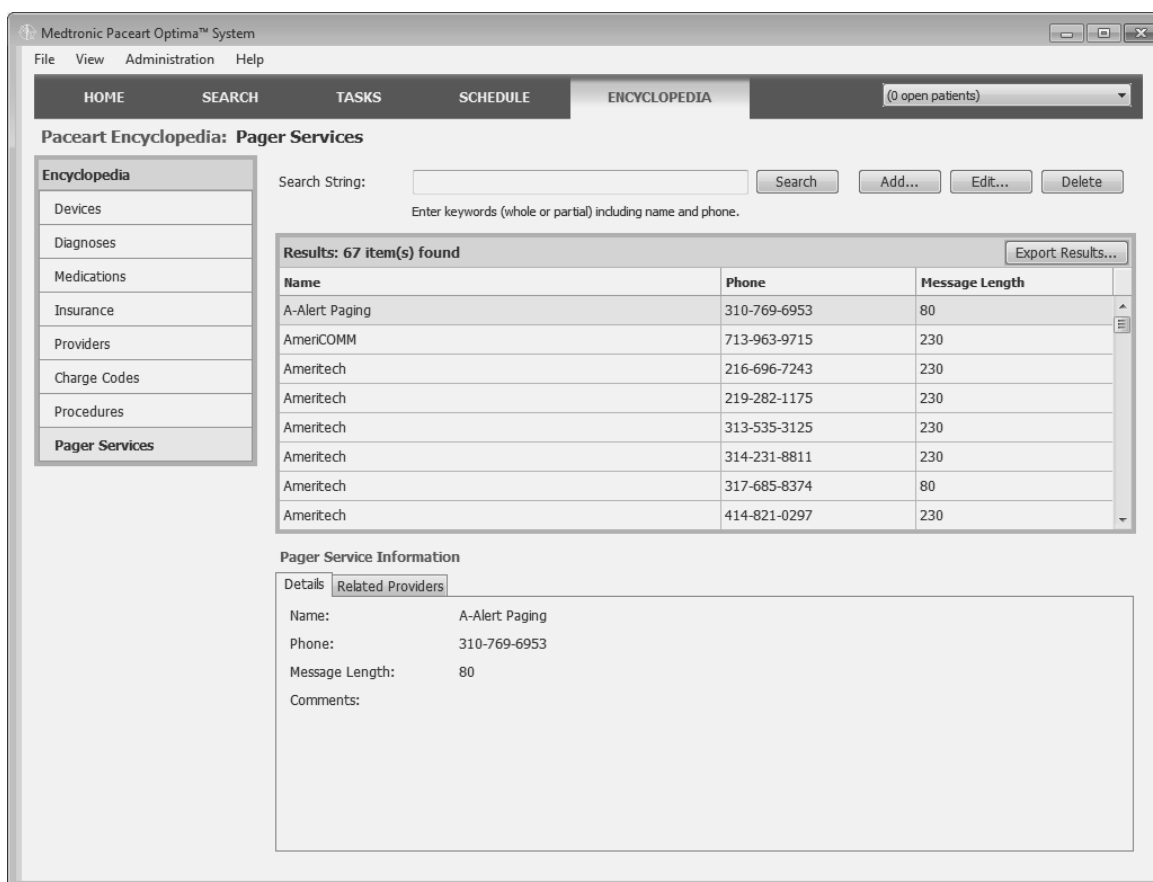 Medtronic Paceart Optima™ System
File View Administration Help
HOME SEARCH TASKS SCHEDULE ENCYCLOPEDIA (0 open patients)
Paceart Encyclopedia: Pager Services
Encyclopedia
Devices
Diagnoses
Medications
Insurance
Providers
Charge Codes
Procedures
Pager Services
Search String: Search Add... Edit... Delete
Enter keywords (whole or partial) including name and phone.
Results: 67 item(s) found Export Results...
Name Phone Message Length
A-Alert Paging 310-769-6953 80
AmeriCOMM 713-963-9715 230
Ameritech 216-696-7243 230
Ameritech 219-282-1175 230
Ameritech 313-535-3125 230
Ameritech 314-231-8811 230
Ameritech 317-685-8374 80
Ameritech 414-821-0297 230
Pager Service Information
Details Related Providers
Name: A-Alert Paging
Phone: 310-769-6953
Message Length: 80
Comments: